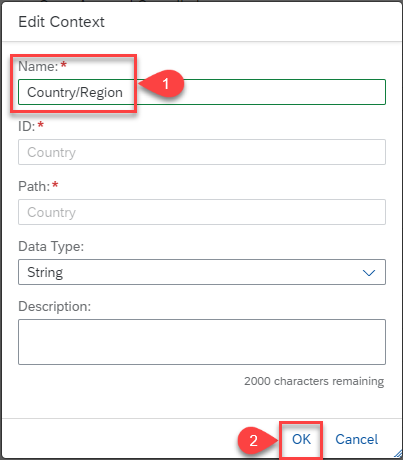 Edit Context
Name:*
Country/Region
1
ID:*
Country
Path:*
Country
Data Type:
String
Description:
2000 characters remaining
2
OK
Cancel